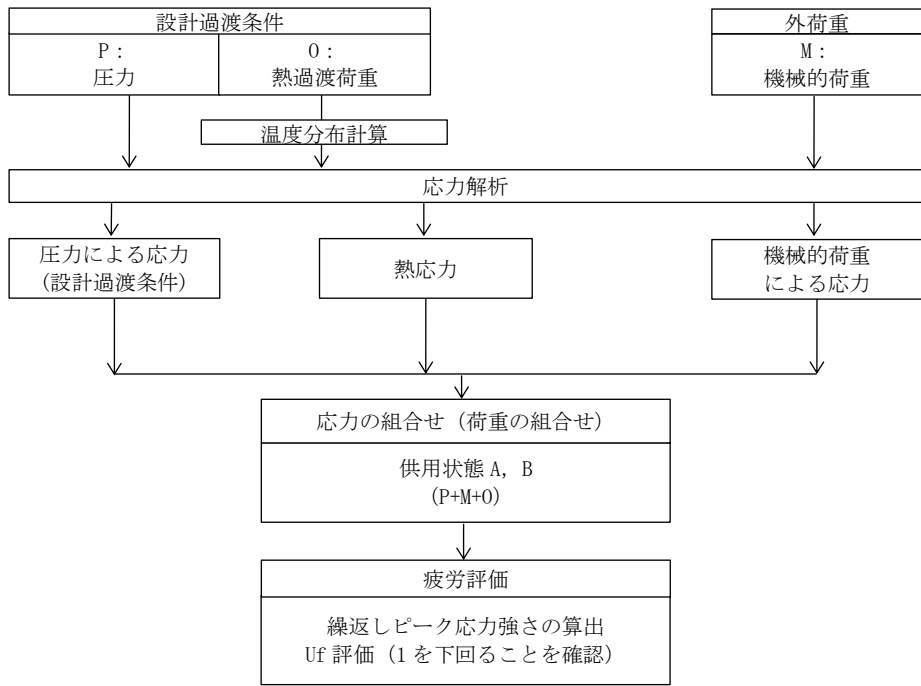 設計過渡条件
P：
圧力
O：
熱過渡荷重
外荷重
M：
機械的荷重
温度分布計算
応力解析
圧力による応力
(設計過渡条件)
熱応力
機械的荷重
による応力
応力の組合せ（荷重の組合せ）
供用状態 A, B
（P+M+O）
疲労評価
繰返しピーク応力強さの算出
Uf 評価（1 を下回ることを確認）